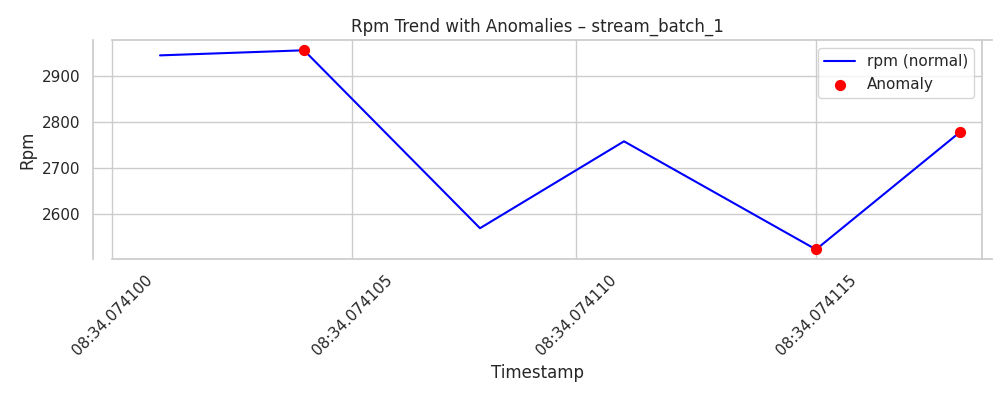 Rpm Trend with Anomalies – stream_batch_1
rpm (normal)
Anomaly
Rpm
2900
2800
2700
2600
08:34.074100
08:34.074105
08:34.074110
08:34.074115
Timestamp